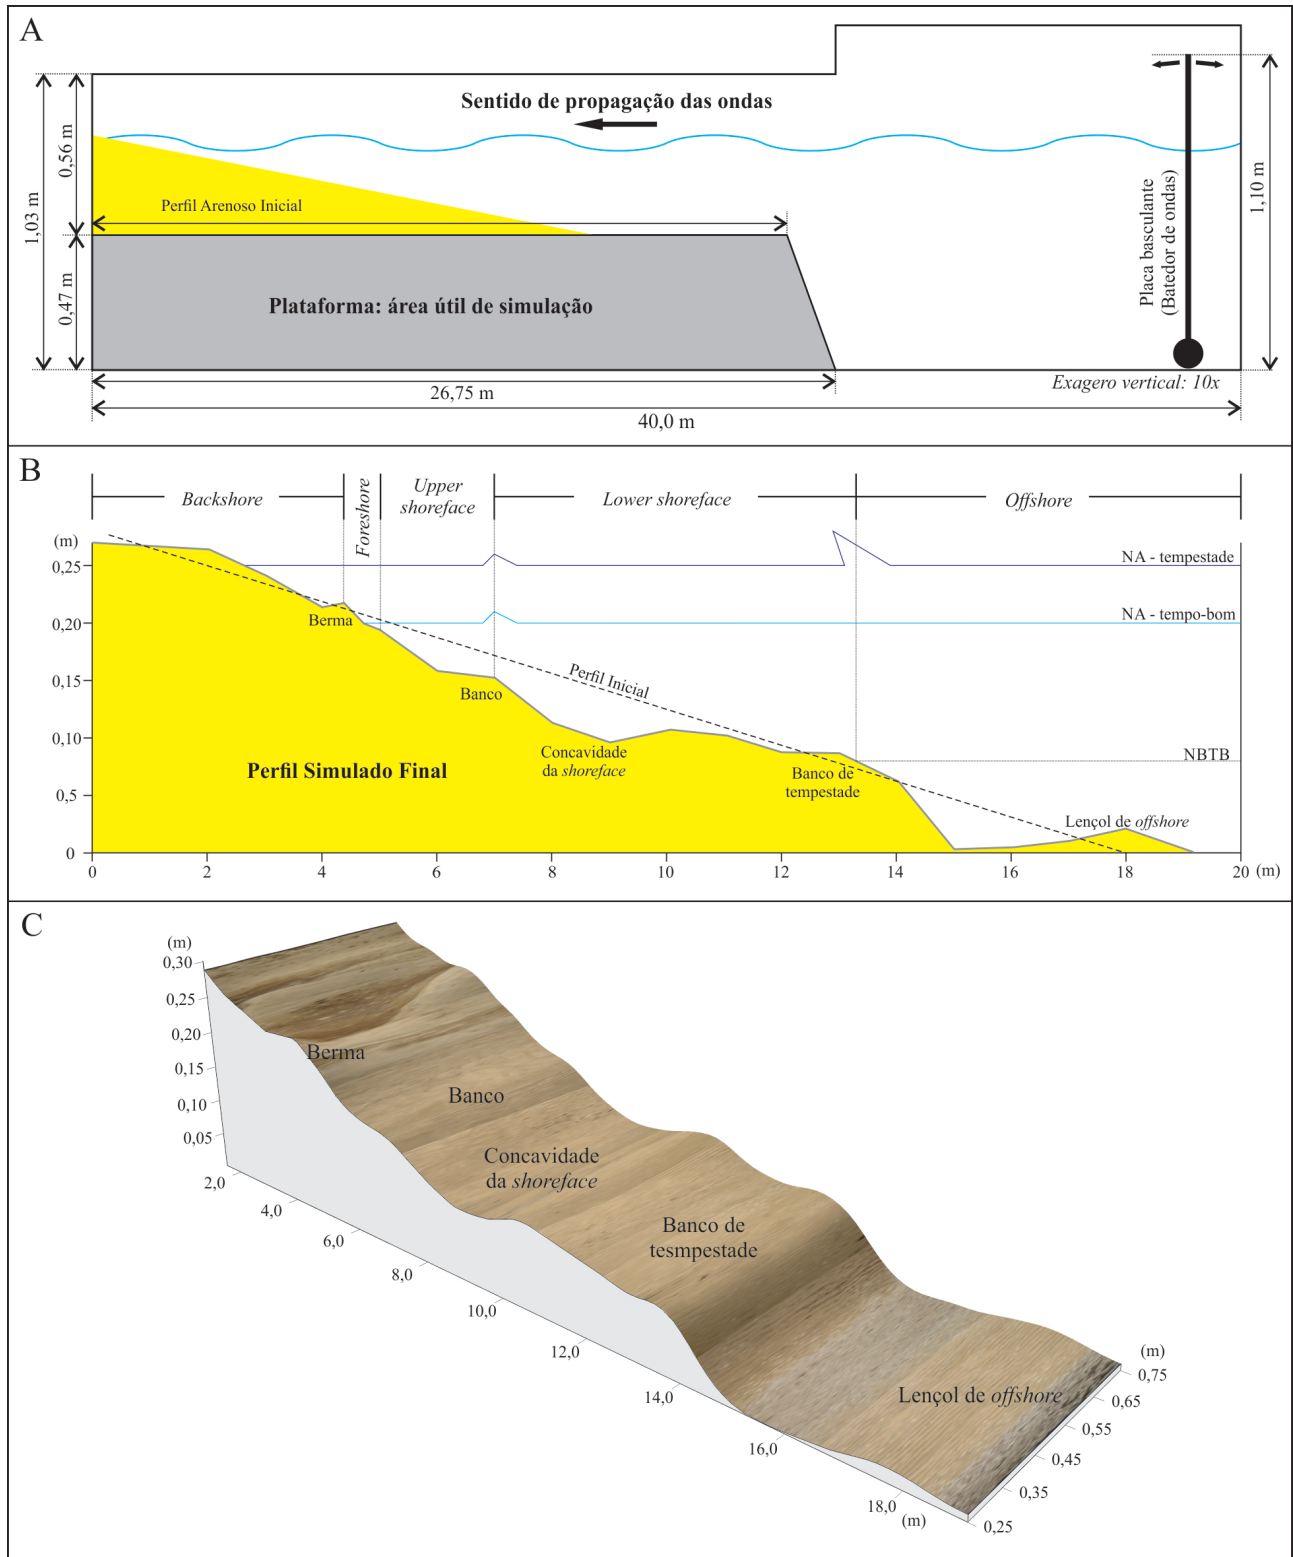 A
Sentido de propagação das ondas
1,03 m
0,56 m
0,47 m
Perfil Arenoso Inicial
Plataforma: área útil de simulação
Placa basculante
(Batedor de ondas)
1,10 m
Exagero vertical: 10x
26,75 m
40,0 m
B
Backshore
Foreshore
Upper
shoreface
Lower shoreface
Offshore
(m)
0,25
0,20
0,15
0,10
0,5
0
NA - tempestade
NA - tempo-bom
Berma
Perfil Inicial
Banco
Concavidade
da shoreface
NBTB
Perfil Simulado Final
Banco de
tempestade
Lençol de offshore
0 2 4 6 8 10 12 14 16 18 20 (m)
C
(m)
0,30
0,25
0,20
0,15
0,10
0,05
Berma
Banco
Concavidade
da shoreface
Banco de
tesmpestade
Lençol de offshore
2,0
4,0
6,0
8,0
10,0
12,0
14,0
16,0
18,0
(m)
(m)
0,75
0,65
0,55
0,45
0,35
0,25